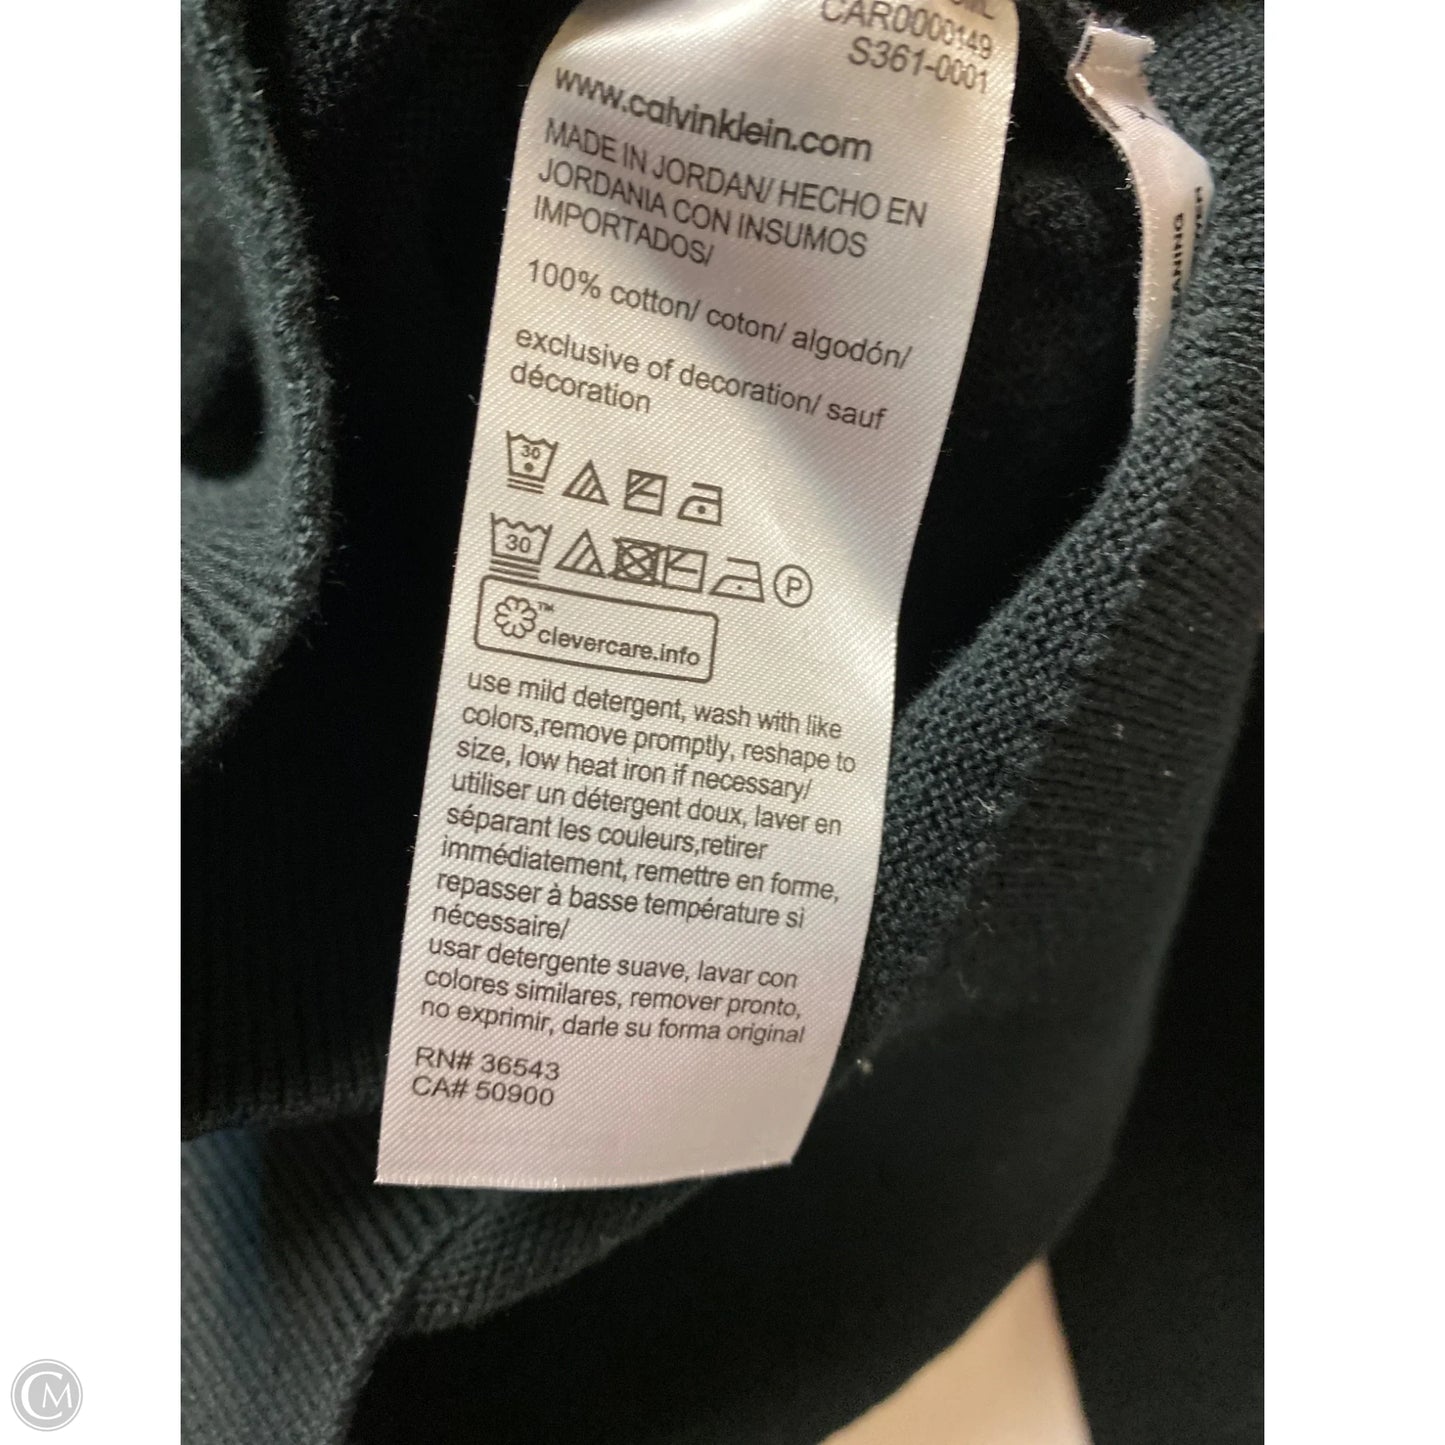 CAR0000149
S361-0001
www.calvinklein.com
MADE IN JORDAN/ HECHO EN
JORDANIA CON INSUMOS
IMPORTADOS/
100% cotton/ coton/ algodón/
exclusive of decoration/ sauf
décoration
30
30
P
™
clevercare.info
use mild detergent, wash with like
colors,remove promptly, reshape to
size, low heat iron if necessary/
utiliser un détergent doux, laver en
séparant les couleurs,retirer
immédiatement, remettre en forme,
repasser à basse température si
nécessaire/
usar detergente suave, lavar con
colores similares, remover pronto,
no exprimir, darle su forma original
RN# 36543
CA# 50900
CM